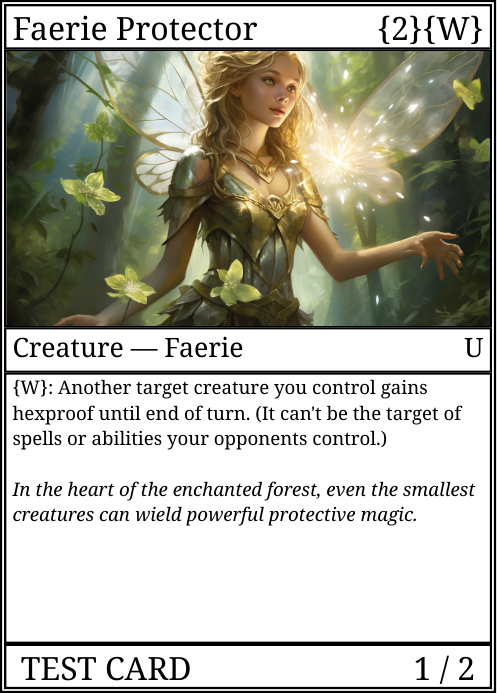 Faerie Protector {2}{W}
Creature — Faerie U
{W}: Another target creature you control gains
hexproof until end of turn. (It can't be the target of
spells or abilities your opponents control.)
In the heart of the enchanted forest, even the smallest
creatures can wield powerful protective magic.
TEST CARD 1 / 2